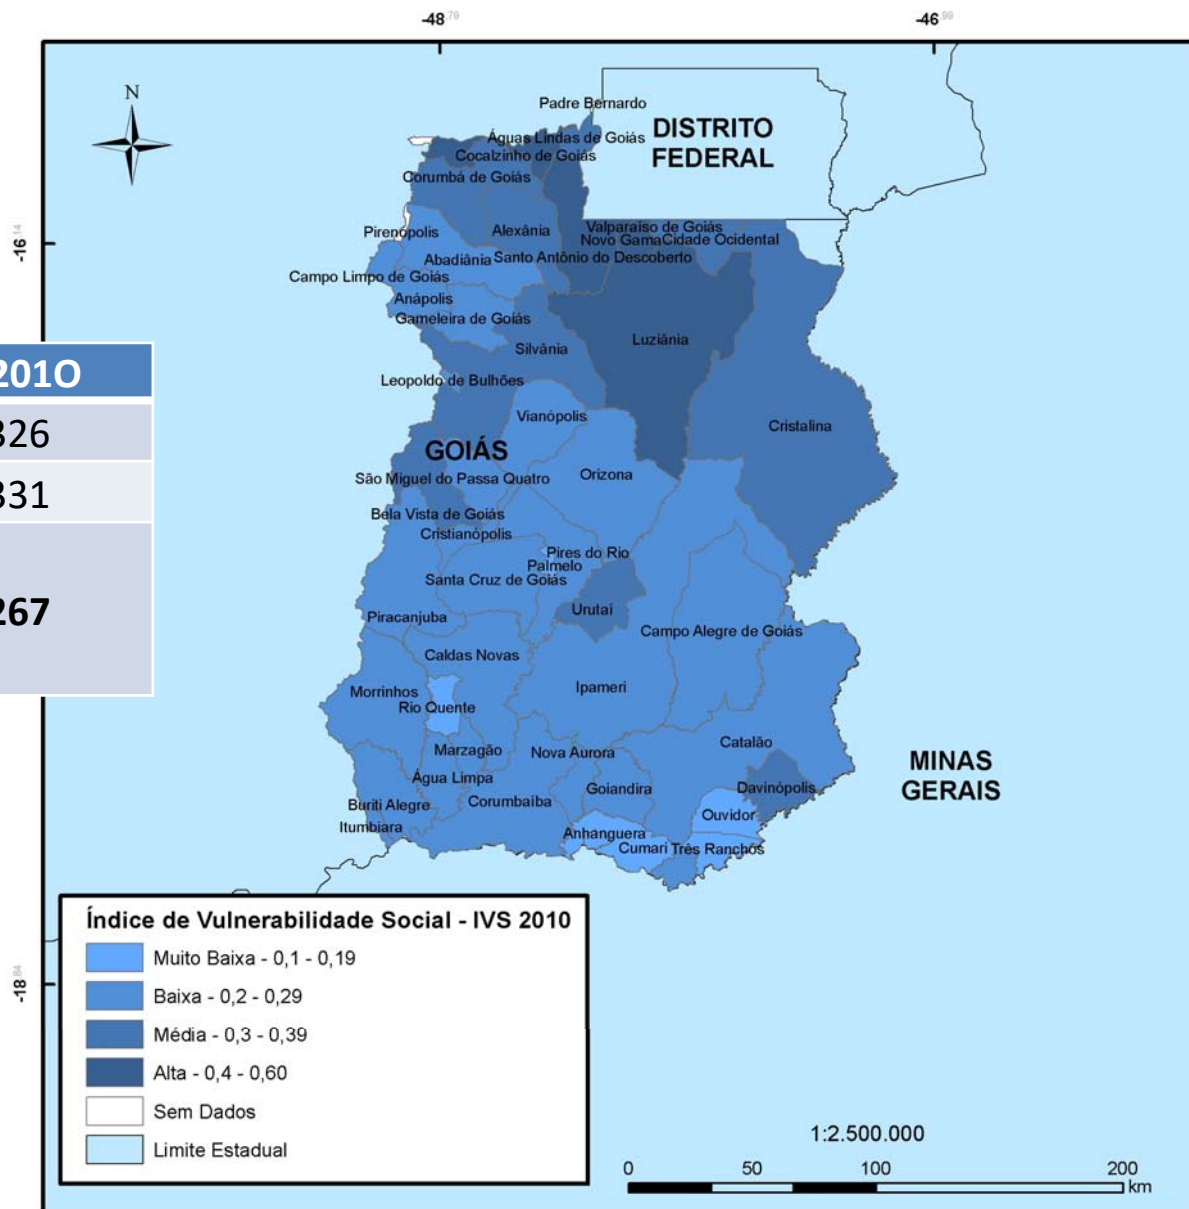 -48,79
-46,99
N
Padre Bernardo
DISTRITO
FEDERAL
Águas Lindas de Goiás
Cocalzinho de Goiás
Corumbá de Goiás
-16,14
Pirenópolis
Alexânia
Valparaíso de Goiás
Novo Gama
Cidade Ocidental
Abadiânia
Santo Antônio do Descoberto
Campo Limpo de Goiás
Anápolis
Gameleira de Goiás
Luziânia
Silvânia
201O
Leopoldo de Bulhões
Vianópolis
Cristalina
326
GOIÁS
São Miguel do Passa Quatro
Orizona
331
Bela Vista de Goiás
Cristianópolis
Pires do Rio
Palmelo
Santa Cruz de Goiás
267
Urutaí
Piracanjuba
Campo Alegre de Goiás
Caldas Novas
Morrinhos
Ipameri
Rio Quente
Marzagão
Nova Aurora
Catalão
MINAS
GERAIS
Água Limpa
Goiandira
Davinópolis
Buriti Alegre
Corumbaíba
Ouvidor
Itumbiara
Anhanguera
Cumari
Três Ranchos
Índice de Vulnerabilidade Social - IVS 2010
Muito Baixa - 0,1 - 0,19
Baixa - 0,2 - 0,29
Média - 0,3 - 0,39
Alta - 0,4 - 0,60
Sem Dados
Limite Estadual
-18,84
1:2.500.000
0 50 100 200
km